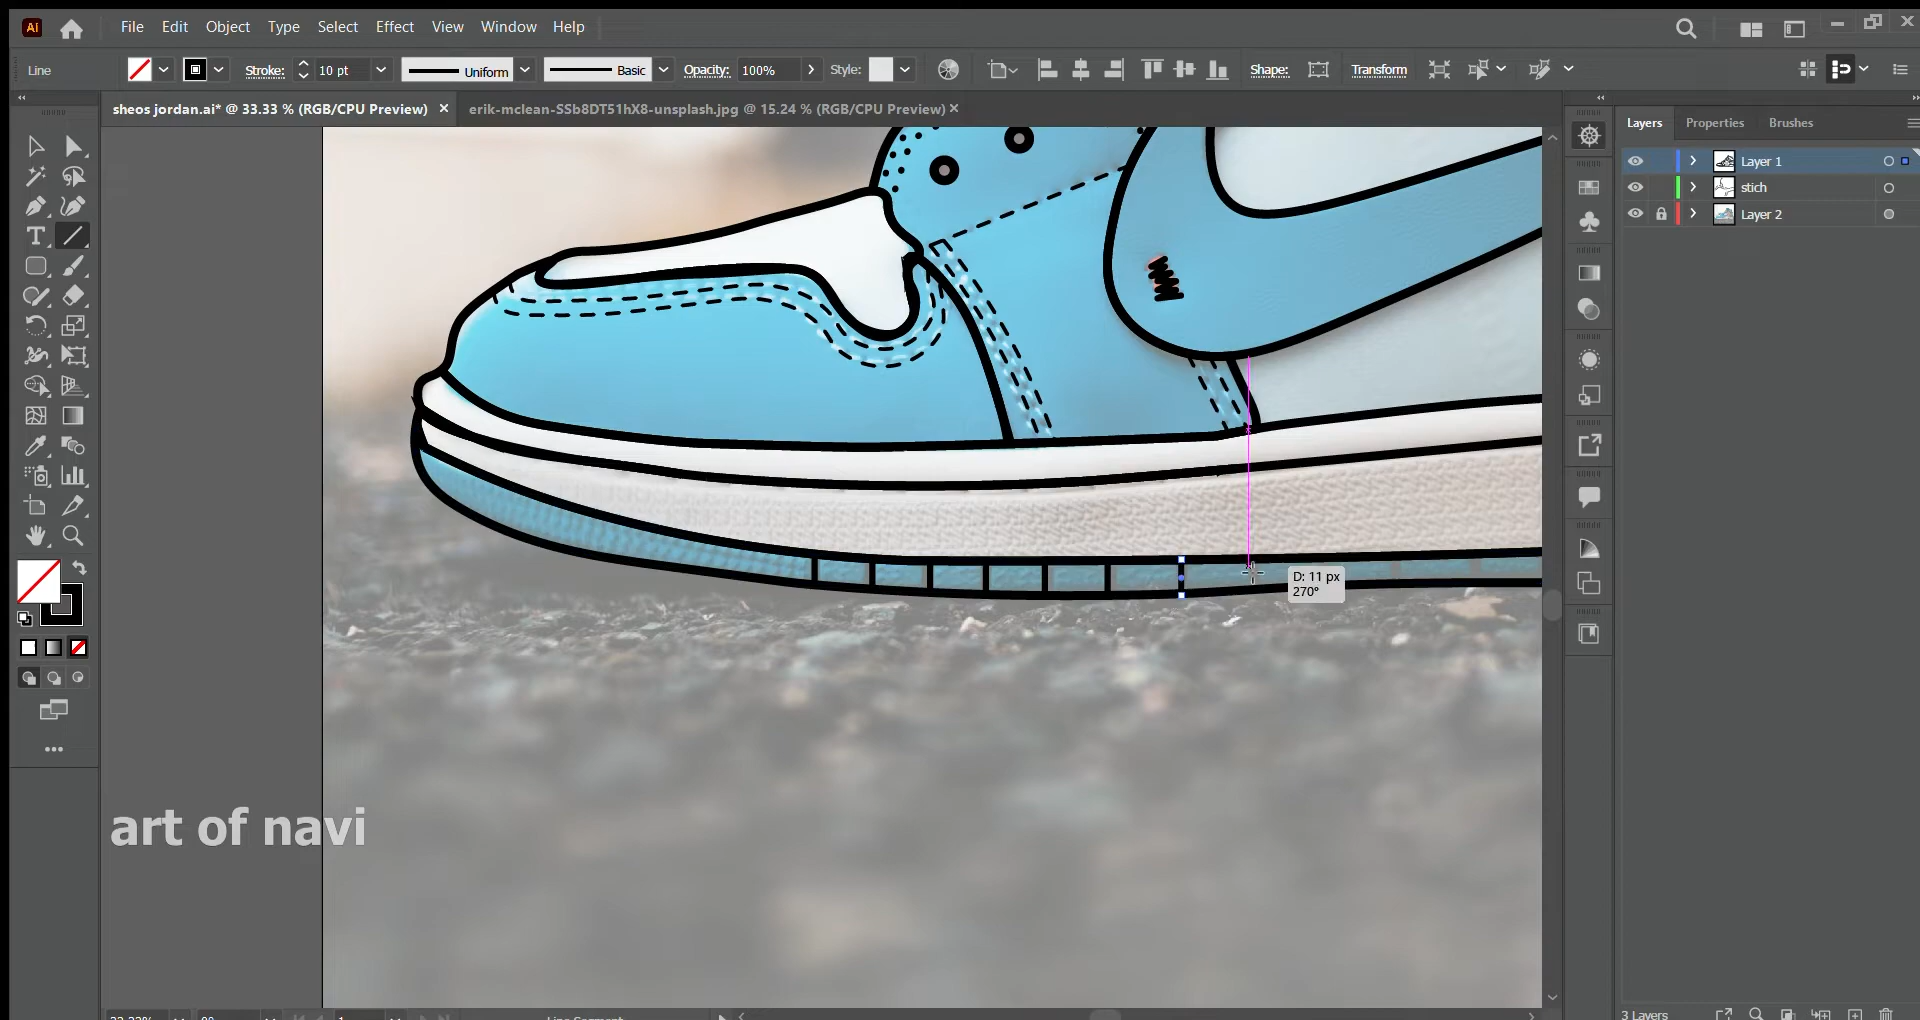 Ai File Edit Object Type Select Effect View Window Help
Line Stroke: 10 pt Uniform Basic Opacity: 100% Style: Shape: Transform
sheos jordan.ai* @ 33.33 % (RGB/CPU Preview) × erik-mclean-SSb8DT51hX8-unsplash.jpg @ 15.24 % (RGB/CPU Preview) ×
Layers Properties Brushes
Layer 1
stich
Layer 2
D: 11 px
270°
art of navi
3 Layers